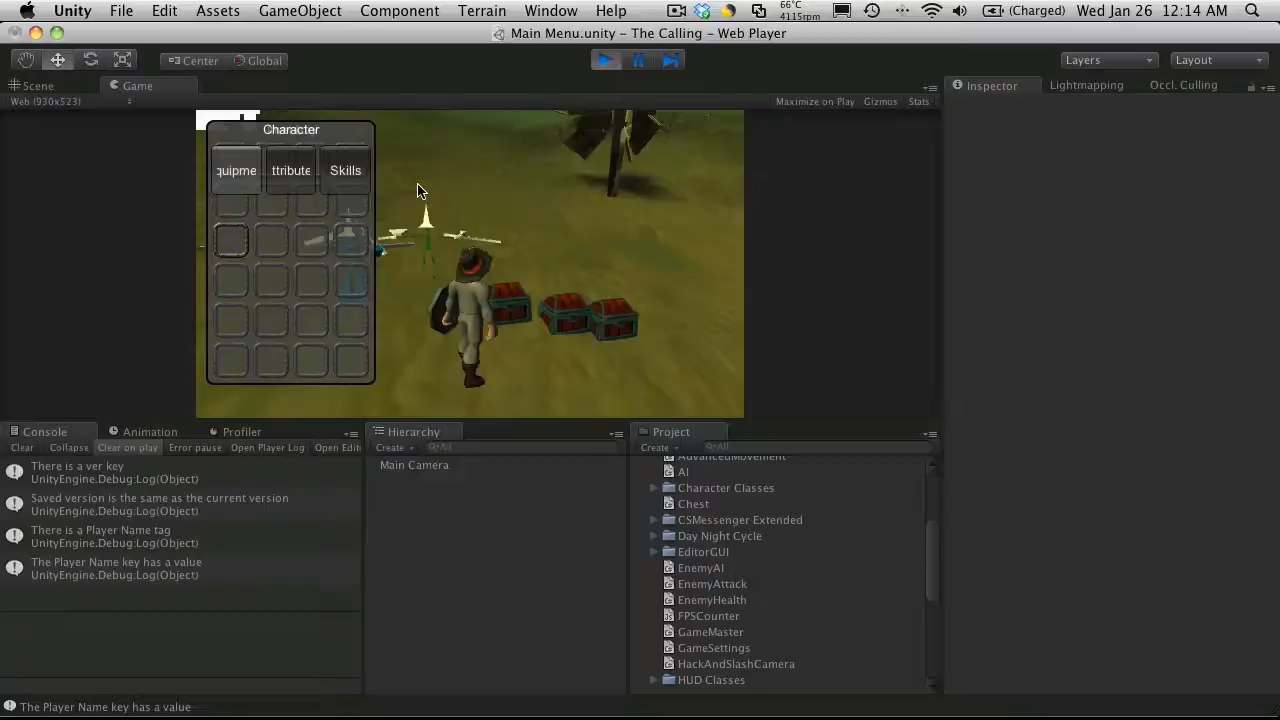 Unity File Edit Assets GameObject Component Terrain Window Help 66°C 4115rpm (Charged) Wed Jan 26 12:14 AM
Main Menu.unity – The Calling – Web Player
Center Global Layers Layout
Scene Game Inspector Lightmapping Occl. Culling
Web (930x523) Maximize on Play Gizmos Stats
Character
quipme ttribute Skills
Console Animation Profiler Hierarchy Project
Clear Collapse Clear on play Error pause Open Player Log Open Edit Create All Create All
There is a ver key
UnityEngine.Debug:Log(Object)
Saved version is the same as the current version
UnityEngine.Debug:Log(Object)
There is a Player Name tag
UnityEngine.Debug:Log(Object)
The Player Name key has a value
UnityEngine.Debug:Log(Object)
Main Camera
AdvancedMovement
AI
Character Classes
Chest
CSMessenger Extended
Day Night Cycle
EditorGUI
EnemyAI
EnemyAttack
EnemyHealth
FPSCounter
GameMaster
GameSettings
HackAndSlashCamera
HUD Classes
The Player Name key has a value